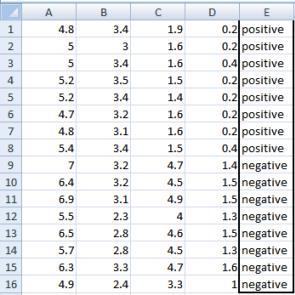 A B C D E
1 4.8 3.4 1.9 0.2 positive
2 5 3 1.6 0.2 positive
3 5 3.4 1.6 0.4 positive
4 5.2 3.5 1.5 0.2 positive
5 5.2 3.4 1.4 0.2 positive
6 4.7 3.2 1.6 0.2 positive
7 4.8 3.1 1.6 0.2 positive
8 5.4 3.4 1.5 0.4 positive
9 7 3.2 4.7 1.4 negative
10 6.4 3.2 4.5 1.5 negative
11 6.9 3.1 4.9 1.5 negative
12 5.5 2.3 4 1.3 negative
13 6.5 2.8 4.6 1.5 negative
14 5.7 2.8 4.5 1.3 negative
15 6.3 3.3 4.7 1.6 negative
16 4.9 2.4 3.3 1 negative